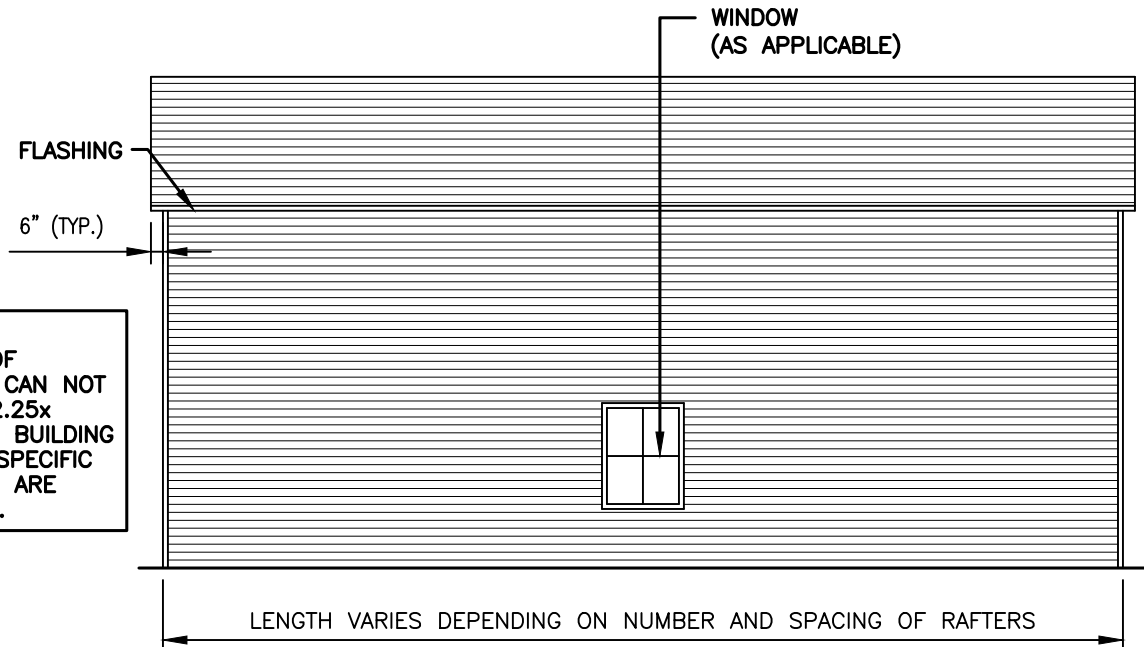 WINDOW
(AS APPLICABLE)
FLASHING
6” (TYP.)
OF
CAN NOT
2.25x
BUILDING
SPECIFIC
ARE
.
LENGTH VARIES DEPENDING ON NUMBER AND SPACING OF RAFTERS